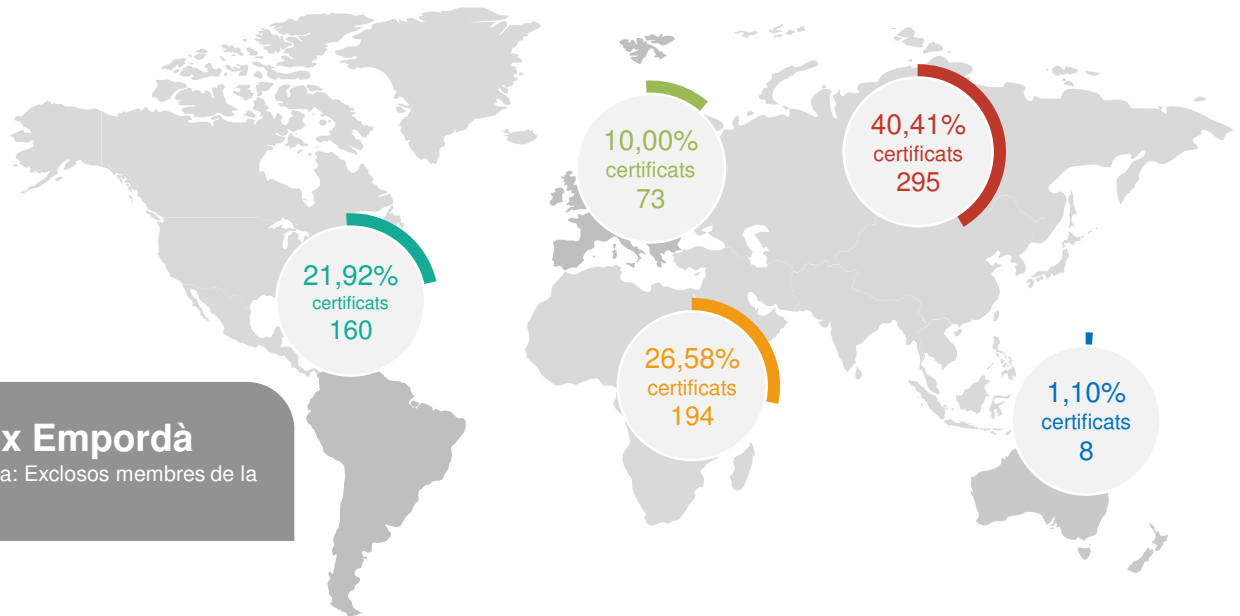 10,00%
certificats
73
40,41%
certificats
295
21,92%
certificats
160
26,58%
certificats
194
1,10%
certificats
8
x Empordà
a: Exclosos membres de la